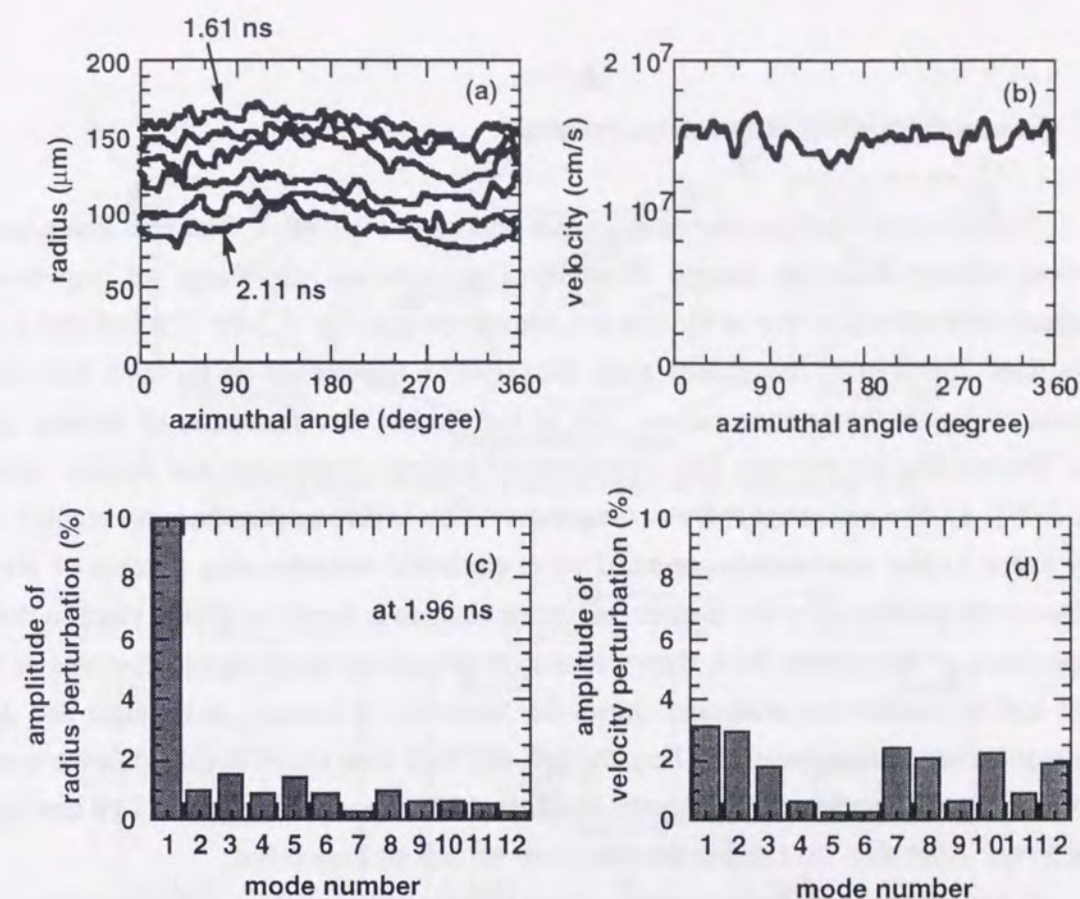 1.61 ns
200
150
100
50
0
radius (μm)
(a)
2.11 ns
0 90 180 270 360
azimuthal angle (degree)
2 10⁷
1 10⁷
0
velocity (cm/s)
(b)
0 90 180 270 360
azimuthal angle (degree)
10
8
6
4
2
0
amplitude of
radius perturbation (%)
(c)
at 1.96 ns
1 2 3 4 5 6 7 8 9 10 11 12
mode number
10
8
6
4
2
0
amplitude of
velocity perturbation (%)
(d)
1 2 3 4 5 6 7 8 9 10 11 12
mode number